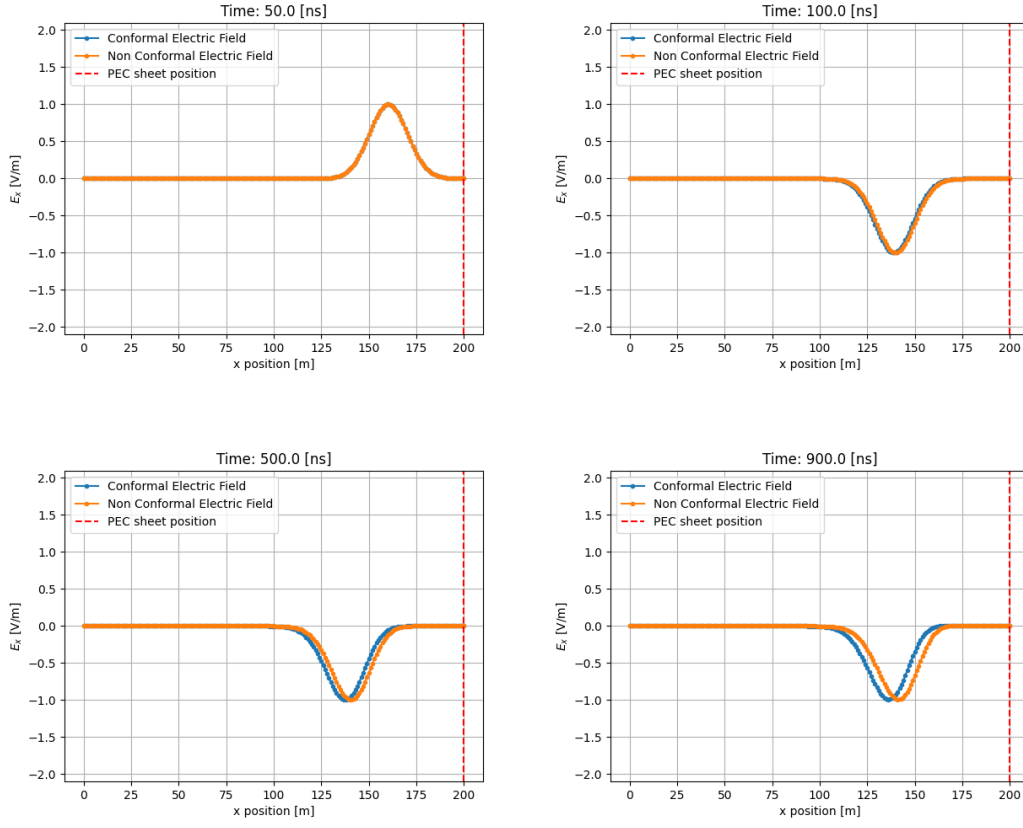 Time: 50.0 [ns]
2.0
1.5
1.0
0.5
0.0
−0.5
−1.0
−1.5
−2.0
E_x [V/m]
Conformal Electric Field
Non Conformal Electric Field
PEC sheet position
0 25 50 75 100 125 150 175 200
x position [m]
Time: 100.0 [ns]
2.0
1.5
1.0
0.5
0.0
−0.5
−1.0
−1.5
−2.0
E_x [V/m]
Conformal Electric Field
Non Conformal Electric Field
PEC sheet position
0 25 50 75 100 125 150 175 200
x position [m]
Time: 500.0 [ns]
2.0
1.5
1.0
0.5
0.0
−0.5
−1.0
−1.5
−2.0
E_x [V/m]
Conformal Electric Field
Non Conformal Electric Field
PEC sheet position
0 25 50 75 100 125 150 175 200
x position [m]
Time: 900.0 [ns]
2.0
1.5
1.0
0.5
0.0
−0.5
−1.0
−1.5
−2.0
E_x [V/m]
Conformal Electric Field
Non Conformal Electric Field
PEC sheet position
0 25 50 75 100 125 150 175 200
x position [m]